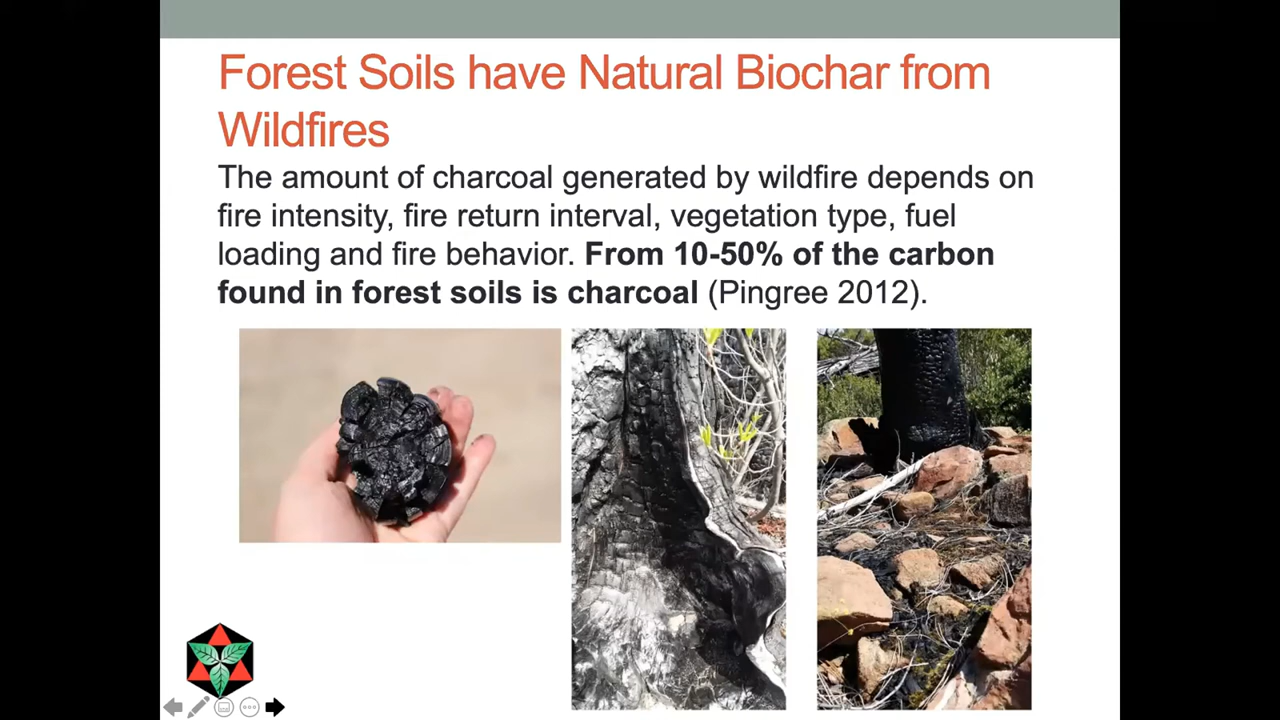 Forest Soils have Natural Biochar from
Wildfires
The amount of charcoal generated by wildfire depends on
fire intensity, fire return interval, vegetation type, fuel
loading and fire behavior. From 10-50% of the carbon
found in forest soils is charcoal (Pingree 2012).